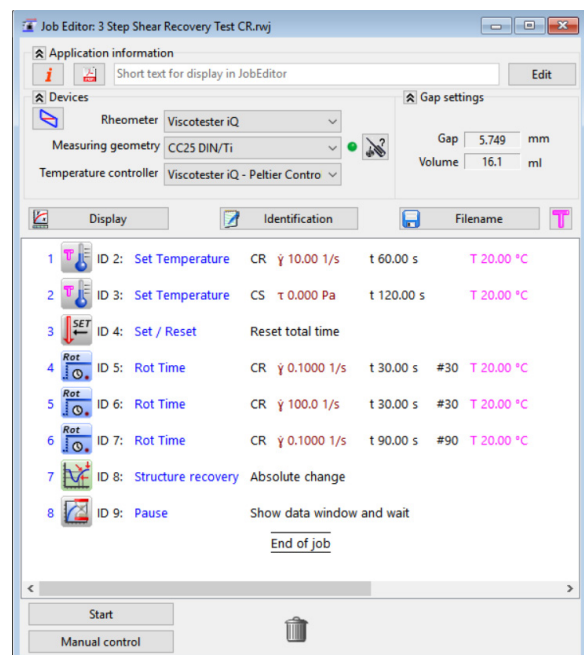 Job Editor: 3 Step Shear Recovery Test CR.rwj
Application information
i Short text for display in JobEditor Edit
Devices
Gap settings
Rheometer Viscotester iQ
Measuring geometry CC25 DIN/Ti
Temperature controller Viscotester iQ - Peltier Contro
Gap 5.749 mm
Volume 16.1 ml
Display Identification Filename T
1 T ID 2: Set Temperature CR γ̇ 10.00 1/s t 60.00 s T 20.00 °C
2 T ID 3: Set Temperature CS τ 0.000 Pa t 120.00 s T 20.00 °C
3 SET ID 4: Set / Reset Reset total time
4 Rot ID 5: Rot Time CR γ̇ 0.1000 1/s t 30.00 s #30 T 20.00 °C
5 Rot ID 6: Rot Time CR γ̇ 100.0 1/s t 30.00 s #30 T 20.00 °C
6 Rot ID 7: Rot Time CR γ̇ 0.1000 1/s t 90.00 s #90 T 20.00 °C
7 ID 8: Structure recovery Absolute change
8 ID 9: Pause Show data window and wait
End of job
Start
Manual control